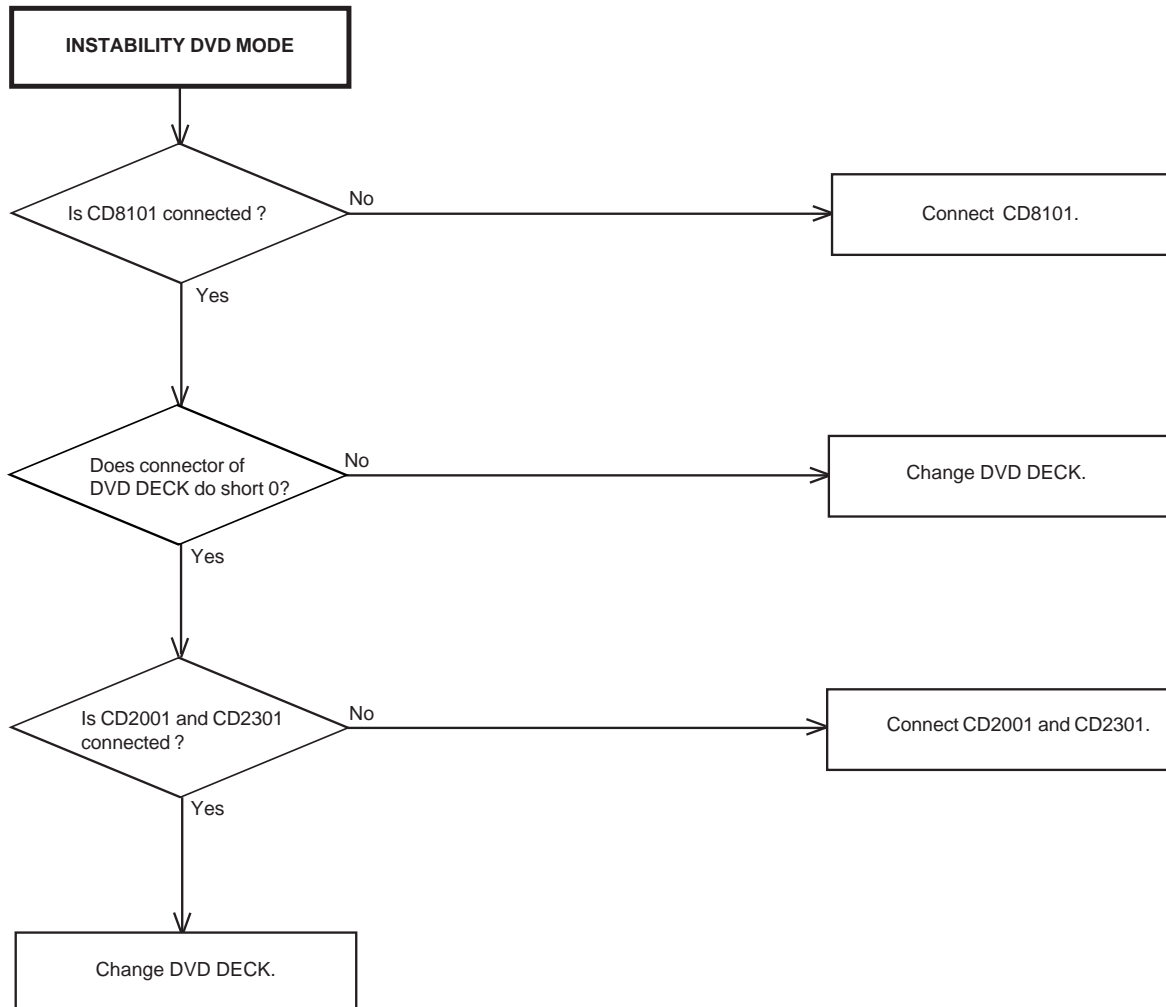 INSTABILITY DVD MODE
Is CD8101 connected ?
No
Connect CD8101.
Yes
Does connector of
DVD DECK do short 0?
No
Change DVD DECK.
Yes
Is CD2001 and CD2301
connected ?
No
Connect CD2001 and CD2301.
Yes
Change DVD DECK.